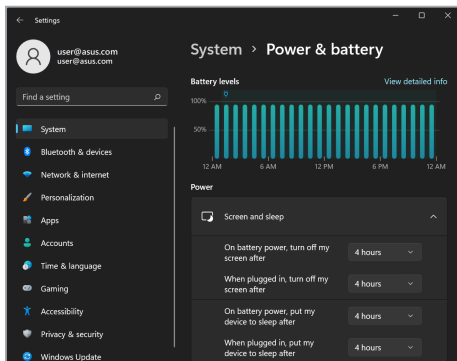 Settings
user@asus.com
user@asus.com
Find a setting
System
Bluetooth & devices
Network & internet
Personalization
Apps
Accounts
Time & language
Gaming
Accessibility
Privacy & security
Windows Update
System > Power & battery
Battery levels
View detailed info
100%
50%
12 AM 6 AM 12 PM 6 PM 12 AM
Power
Screen and sleep
On battery power, turn off my
screen after
4 hours
When plugged in, turn off my
screen after
4 hours
On battery power, put my
device to sleep after
4 hours
When plugged in, put my
device to sleep after
4 hours